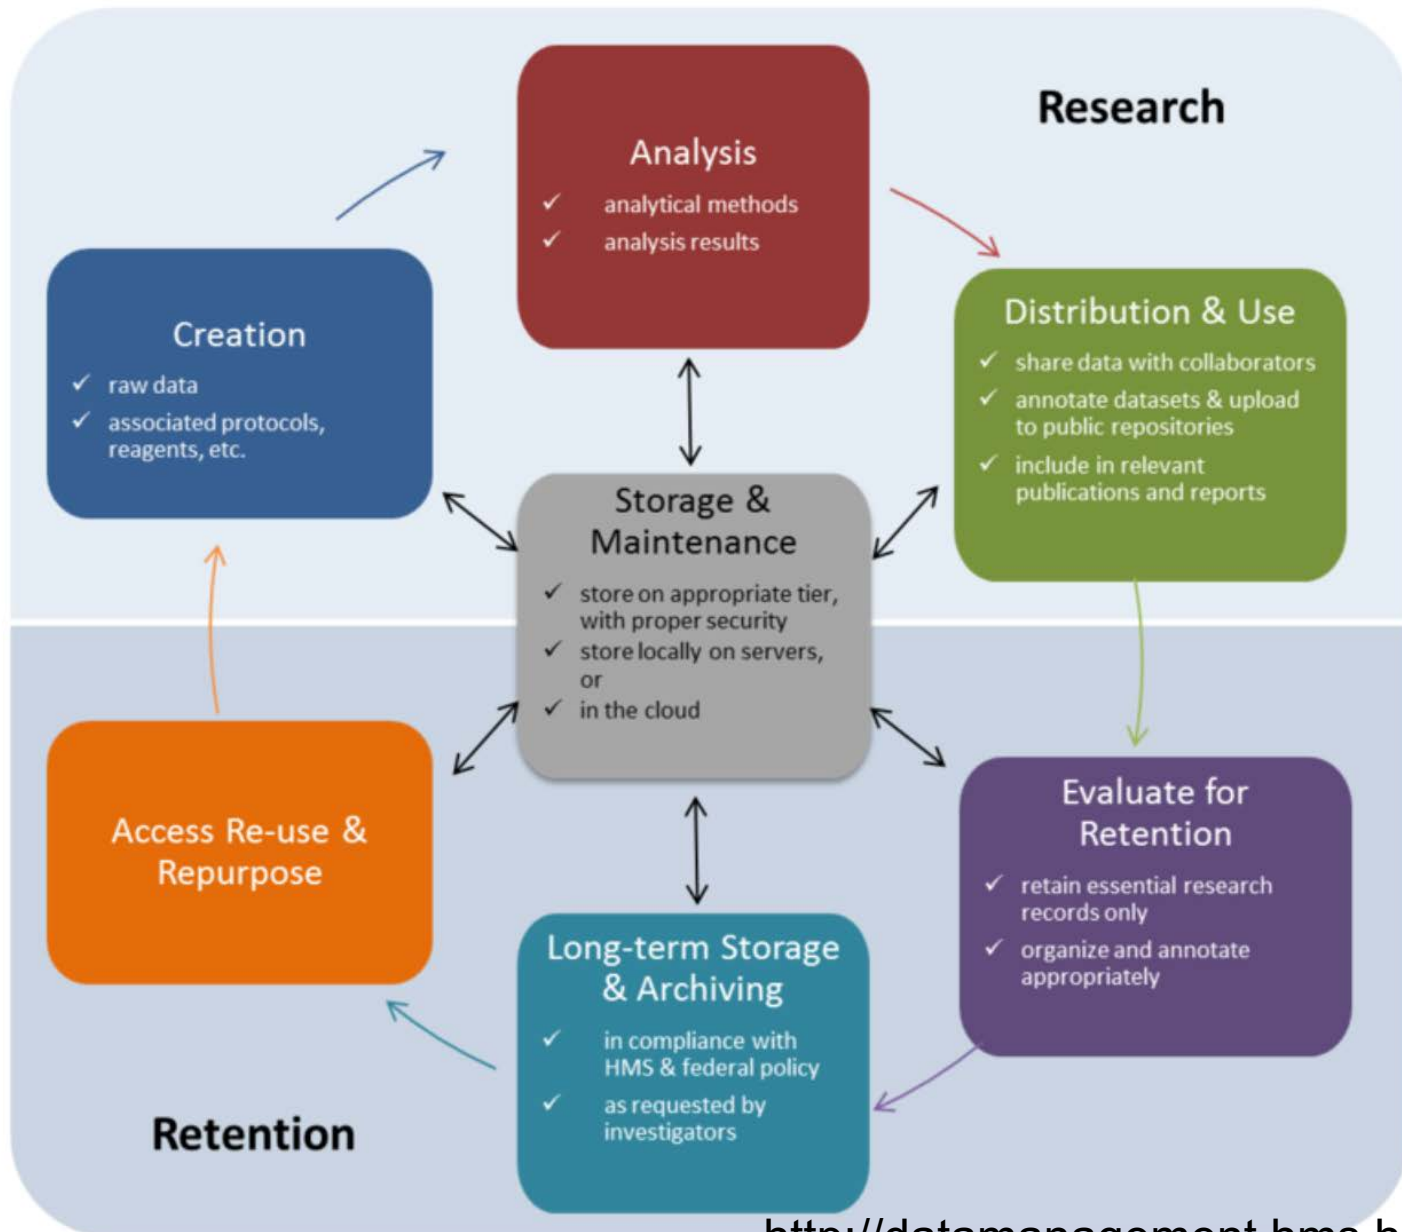 Research
Analysis
✓ analytical methods
✓ analysis results
Creation
✓ raw data
✓ associated protocols,
reagents, etc.
Distribution & Use
✓ share data with collaborators
✓ annotate datasets & upload
to public repositories
✓ include in relevant
publications and reports
Storage &
Maintenance
✓ store on appropriate tier,
with proper security
✓ store locally on servers,
or
✓ in the cloud
Access Re-use &
Repurpose
Evaluate for
Retention
✓ retain essential research
records only
✓ organize and annotate
appropriately
Long-term Storage
& Archiving
✓ in compliance with
HMS & federal policy
✓ as requested by
investigators
Retention